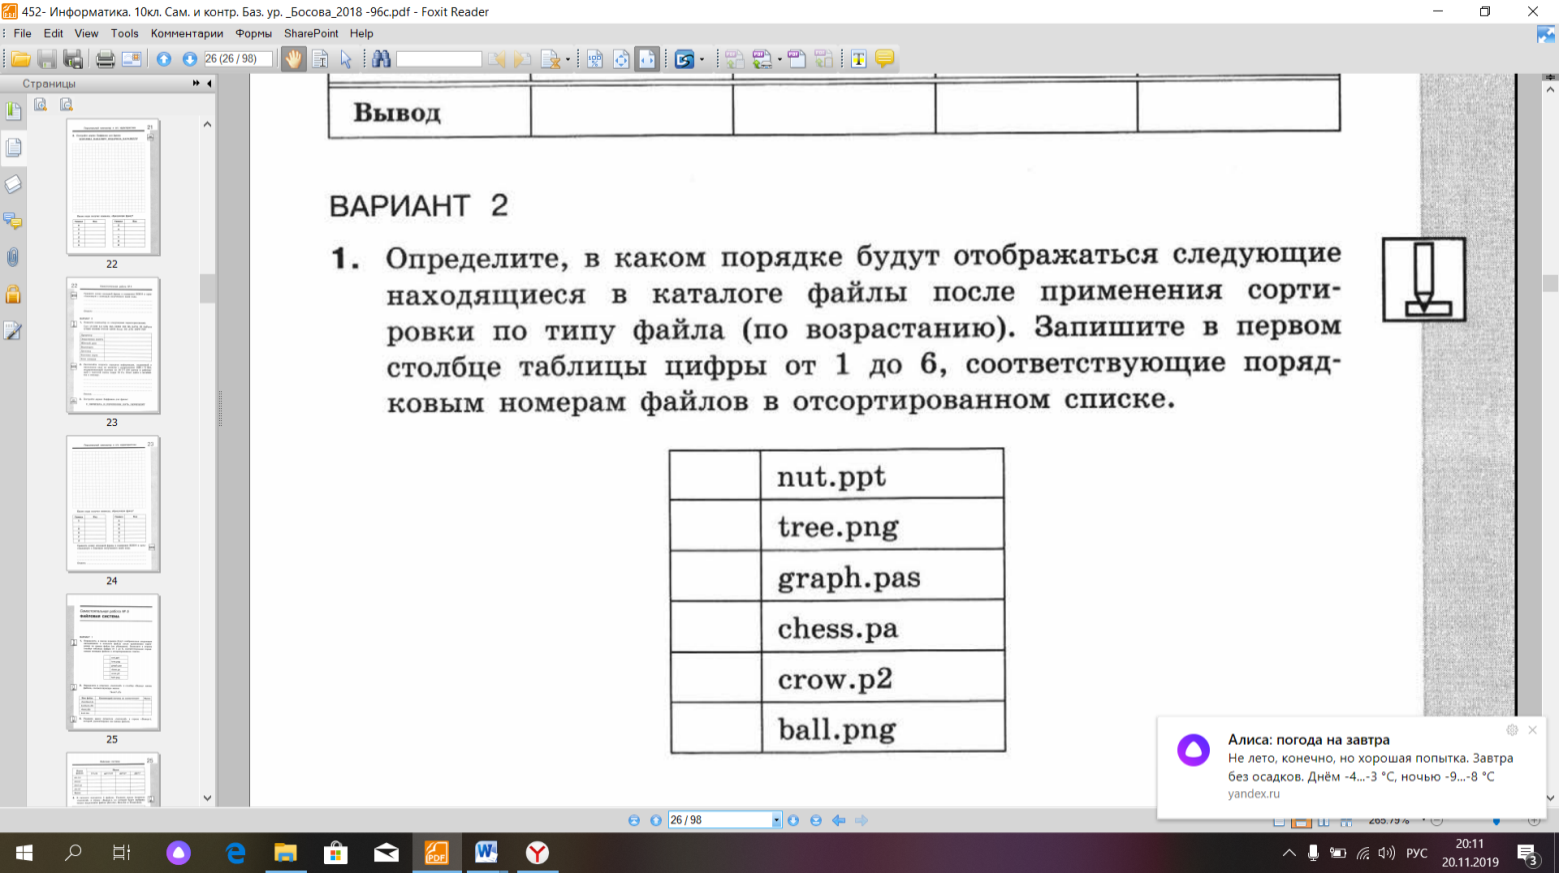 452- Информатика. 10кл. Сам. и контр. Баз. ур. _Босова_2018 -96с.pdf - Foxit Reader
File Edit View Tools Комментарии Формы SharePoint Help
26 (26 / 98)
Страницы
22
23
24
25
Вывод
ВАРИАНТ 2
1. Определите, в каком порядке будут отображаться следующие
находящиеся в каталоге файлы после применения сорти-
ровки по типу файла (по возрастанию). Запишите в первом
столбце таблицы цифры от 1 до 6, соответствующие поряд-
ковым номерам файлов в отсортированном списке.
nut.ppt
tree.png
graph.pas
chess.pa
crow.p2
ball.png
Алиса: погода на завтра
Не лето, конечно, но хорошая попытка. Завтра
без осадков. Днём -4...-3 °C, ночью -9...-8 °C
yandex.ru
26 / 98
265.79%
РУС
20:11
20.11.2019
3